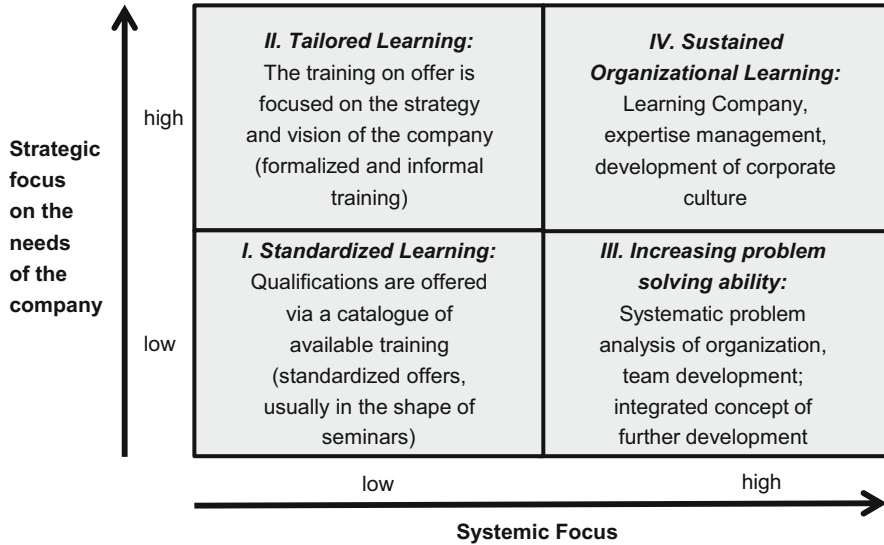 Strategic
focus
on the
needs
of the
company
high
low
II. Tailored Learning:
The training on offer is
focused on the strategy
and vision of the company
(formalized and informal
training)
IV. Sustained
Organizational Learning:
Learning Company,
expertise management,
development of corporate
culture
I. Standardized Learning:
Qualifications are offered
via a catalogue of
available training
(standardized offers,
usually in the shape of
seminars)
III. Increasing problem
solving ability:
Systematic problem
analysis of organization,
team development;
integrated concept of
further development
low
high
Systemic Focus